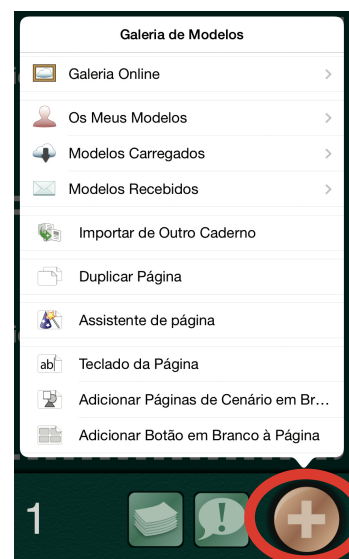 Galeria de Modelos
Galeria Online
Os Meus Modelos
Modelos Carregados
Modelos Recebidos
Importar de Outro Caderno
Duplicar Página
Assistente de página
ab Teclado da Página
Adicionar Páginas de Cenário em Br...
Adicionar Botão em Branco à Página
1